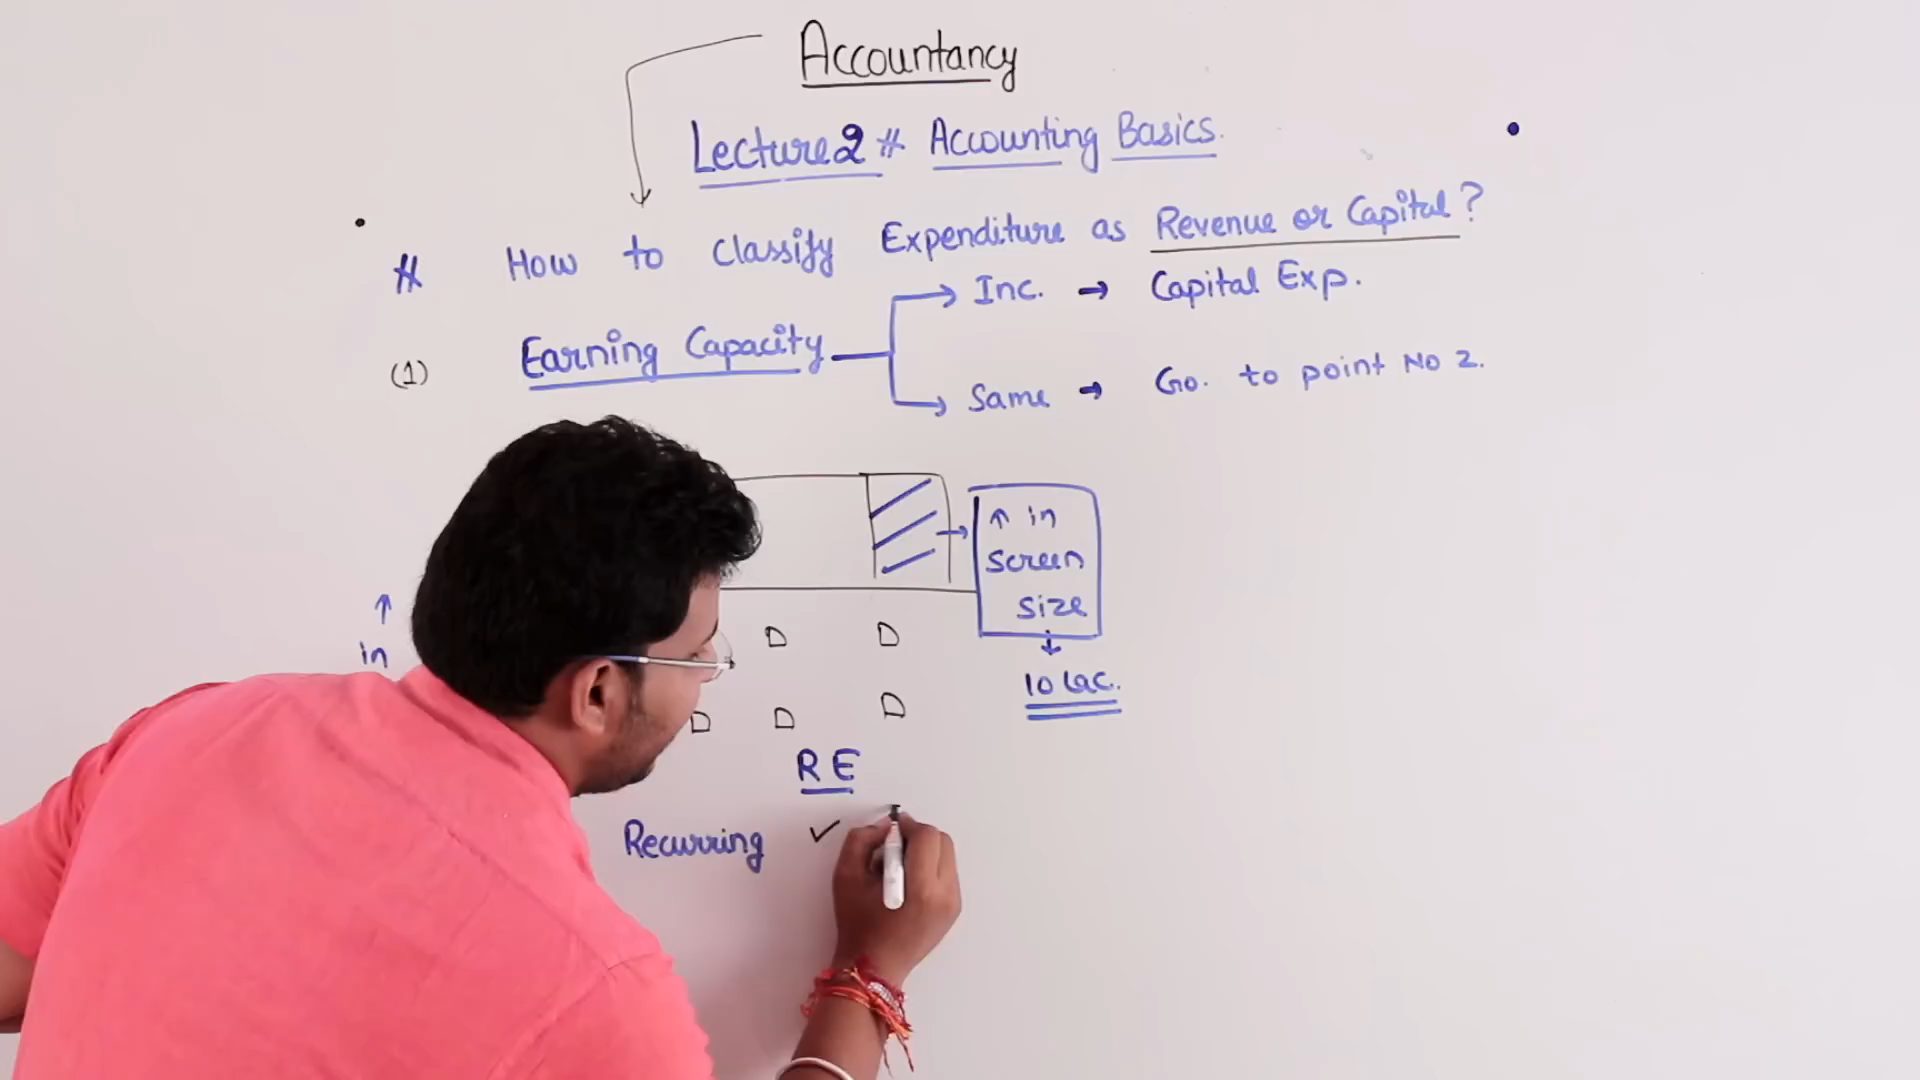 Accountancy
Lecture 2 # Accounting Basics.
# How to Classify Expenditure as Revenue or Capital?
(1) Earning Capacity → Inc. → Capital Exp.
Same → Go. to point No 2.
↑ in
Screen
Size
↓
10 Lac.
↑
in
R E
Recurring ✓